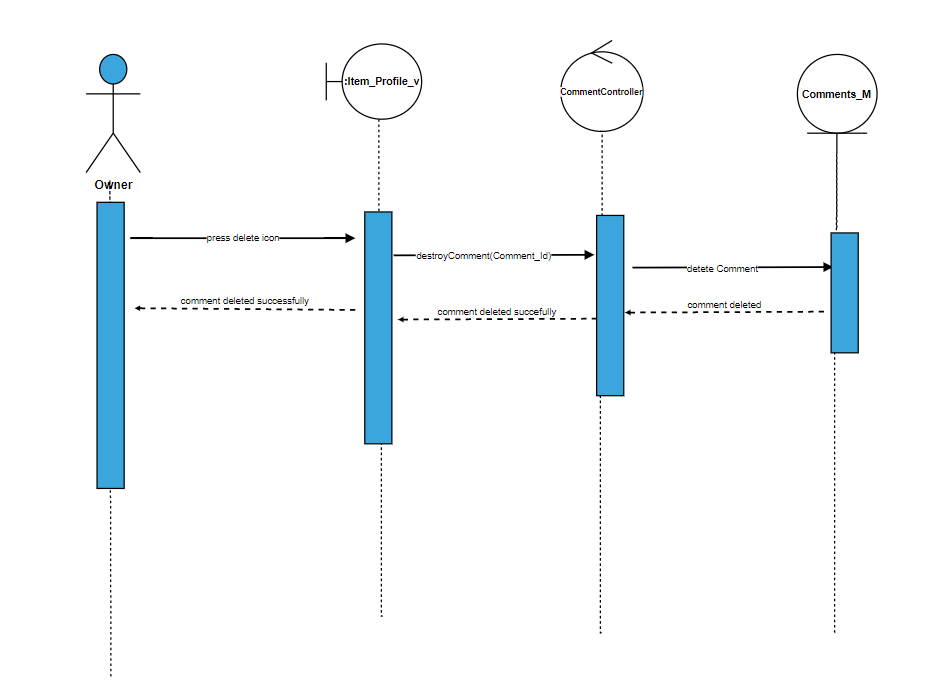 :Item_Profile_v
CommentController
Comments_M
Owner
press delete icon
destroyComment(Comment_Id)
detete Comment
comment deleted successfully
comment deleted succefully
comment deleted